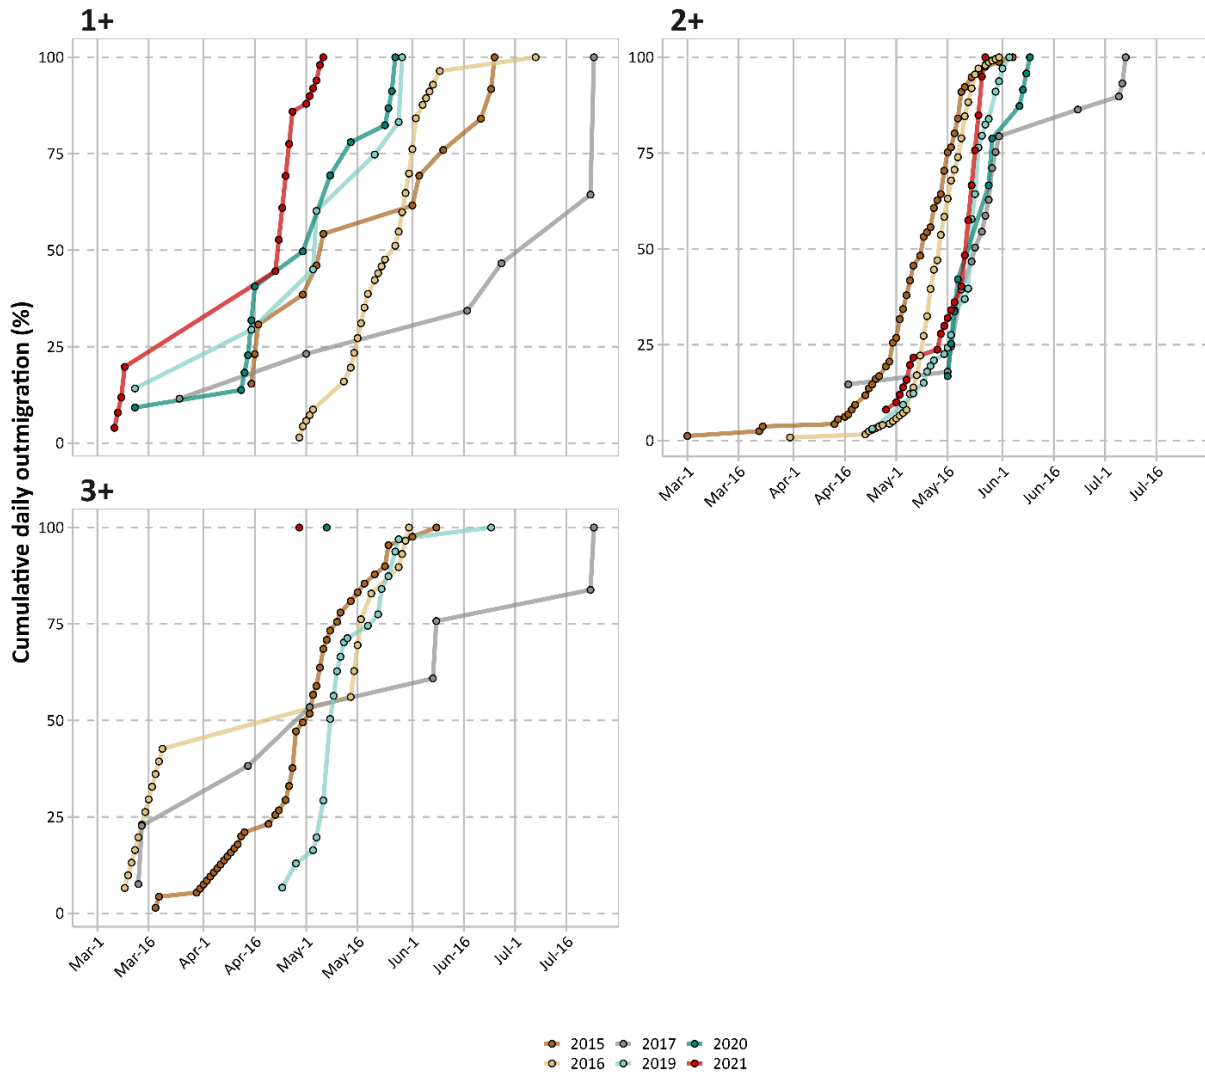 1+
2+
100
75
50
25
0
100
75
50
25
0
Mar-1
Mar-16
Apr-1
Apr-16
May-1
May-16
Jun-1
Jun-16
Jul-1
Jul-16
3+
100
75
50
25
0
Mar-1
Mar-16
Apr-1
Apr-16
May-1
May-16
Jun-1
Jun-16
Jul-1
Jul-16
Cumulative daily outmigration (%)
2015 2017 2020
2016 2019 2021